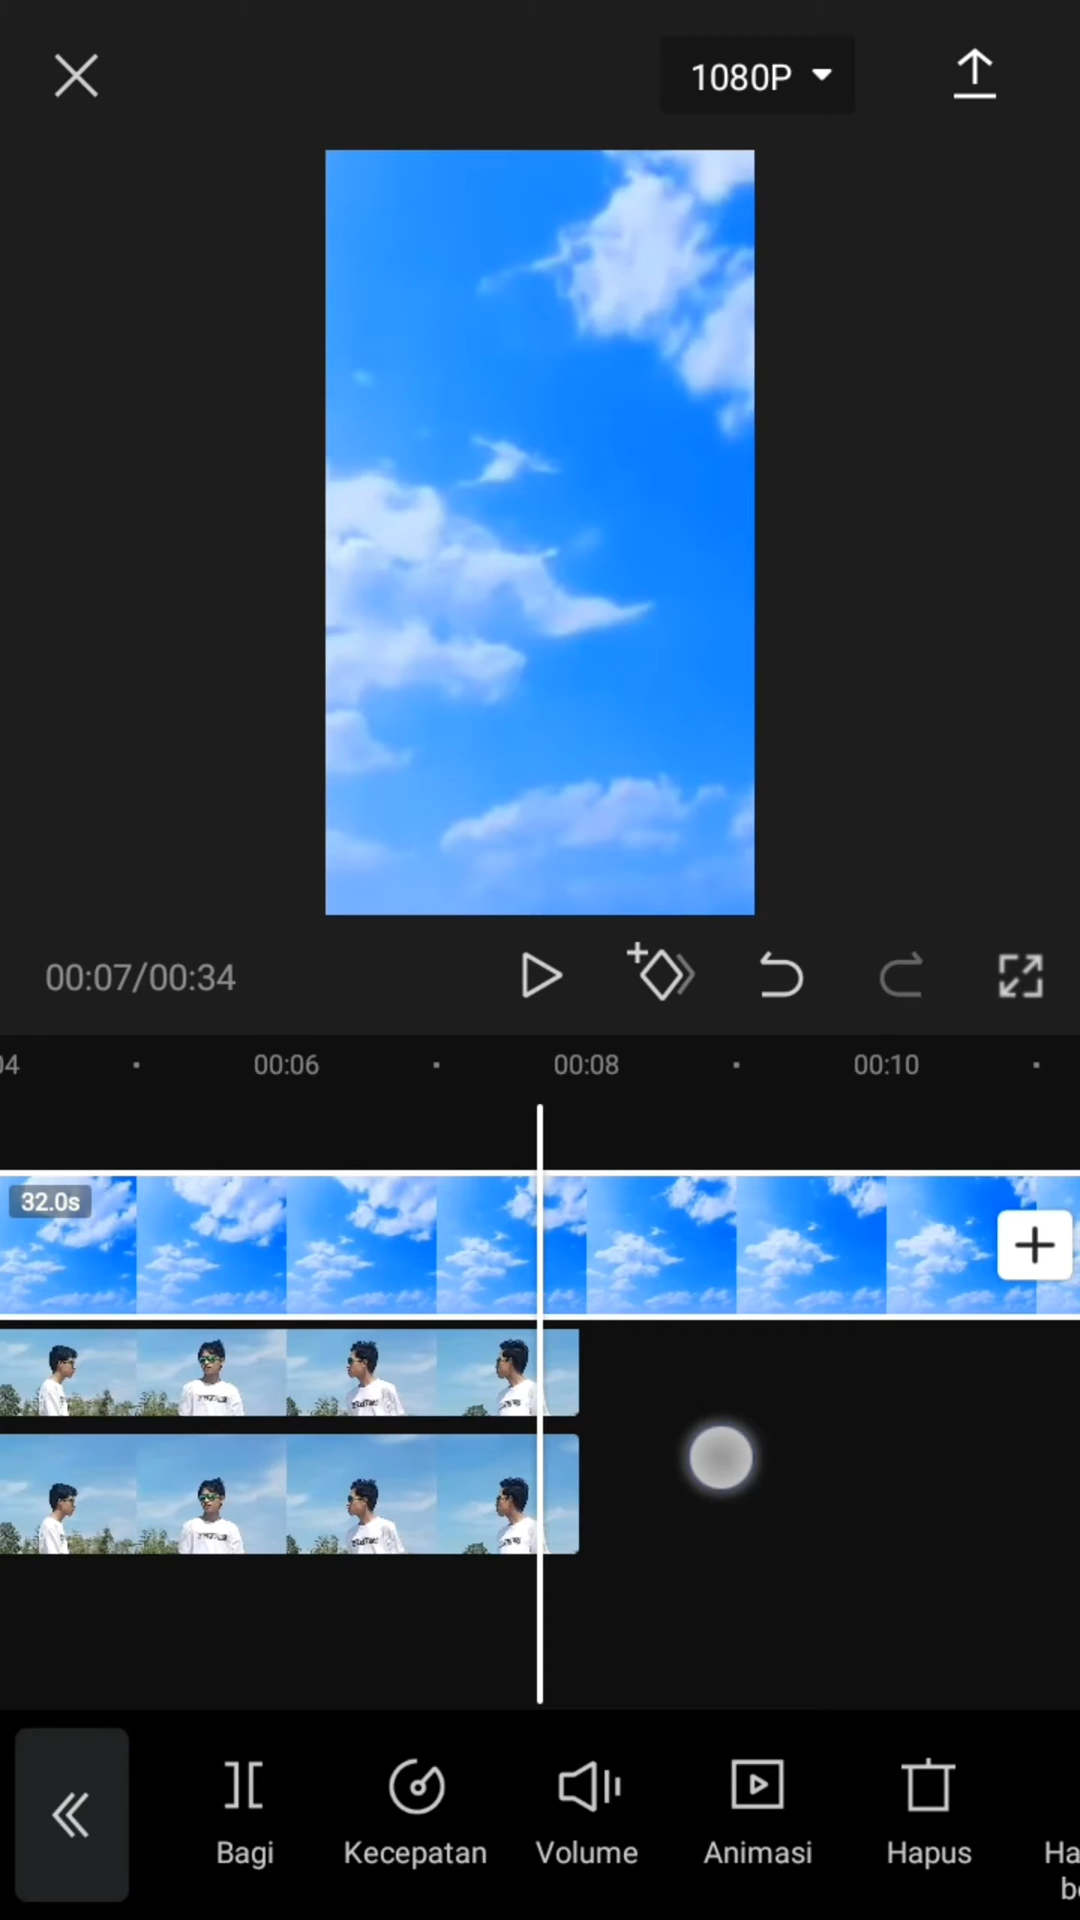 1080P
00:07/00:34
04
00:06
00:08
00:10
32.0s
Bagi
Kecepatan
Volume
Animasi
Hapus
Ha
b